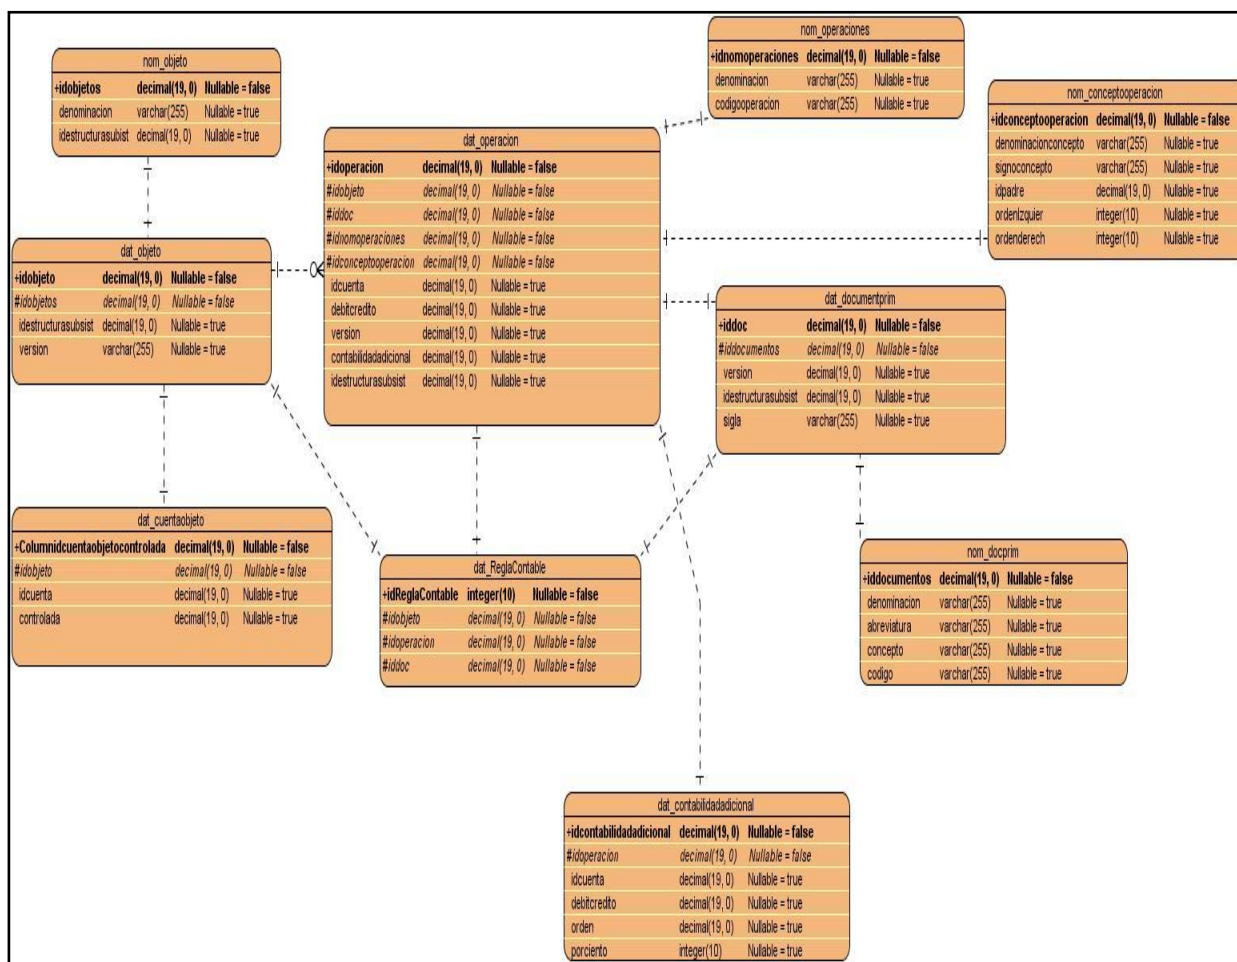 nom_objeto
+idobjetos decimal(19, 0) Nullable = false
denominacion varchar(255) Nullable = true
idestructurasubsist decimal(19, 0) Nullable = true
nom_operaciones
+idnomoperaciones decimal(19, 0) Nullable = false
denominacion varchar(255) Nullable = true
codigooperacion varchar(255) Nullable = true
nom_conceptooperacion
+idconceptooperacion decimal(19, 0) Nullable = false
denominacionconcepto varchar(255) Nullable = true
signoconcepto varchar(255) Nullable = true
idpadre decimal(19, 0) Nullable = true
ordenIzquier integer(10) Nullable = true
ordenderech integer(10) Nullable = true
dat_operacion
+idoperacion decimal(19, 0) Nullable = false
#idobjeto decimal(19, 0) Nullable = false
#iddoc decimal(19, 0) Nullable = false
#idnomoperaciones decimal(19, 0) Nullable = false
#idconceptooperacion decimal(19, 0) Nullable = false
idcuenta decimal(19, 0) Nullable = true
debitcredito decimal(19, 0) Nullable = true
version decimal(19, 0) Nullable = true
contabilidadadicional decimal(19, 0) Nullable = true
idestructurasubsist decimal(19, 0) Nullable = true
dat_objeto
+idobjeto decimal(19, 0) Nullable = false
#idobjetos decimal(19, 0) Nullable = false
idestructurasubsist decimal(19, 0) Nullable = true
version varchar(255) Nullable = true
dat_documentprim
+iddoc decimal(19, 0) Nullable = false
#iddocumentos decimal(19, 0) Nullable = false
version decimal(19, 0) Nullable = true
idestructurasubsist decimal(19, 0) Nullable = true
sigla varchar(255) Nullable = true
dat_cuentaobjeto
+Columnidcuentaobjetocontrolada decimal(19, 0) Nullable = false
#idobjeto decimal(19, 0) Nullable = false
idcuenta decimal(19, 0) Nullable = true
controlada decimal(19, 0) Nullable = true
dat_ReglaContable
+idReglaContable integer(10) Nullable = false
#idobjeto decimal(19, 0) Nullable = false
#idoperacion decimal(19, 0) Nullable = false
#iddoc decimal(19, 0) Nullable = false
nom_docprim
+iddocumentos decimal(19, 0) Nullable = false
denominacion varchar(255) Nullable = true
abreviatura varchar(255) Nullable = true
concepto varchar(255) Nullable = true
codigo varchar(255) Nullable = true
dat_contabilidadadicional
+idcontabilidadadicional decimal(19, 0) Nullable = false
#idoperacion decimal(19, 0) Nullable = false
idcuenta decimal(19, 0) Nullable = true
debitcredito decimal(19, 0) Nullable = true
orden decimal(19, 0) Nullable = true
porciento integer(10) Nullable = true